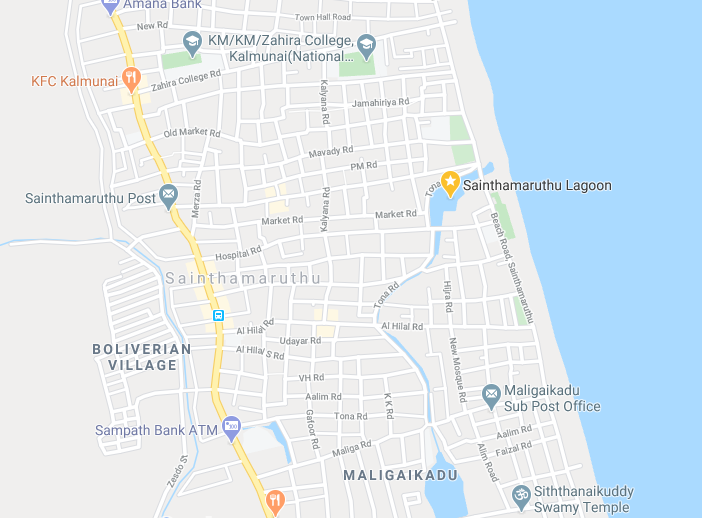 Amana Bank
Town Hall Road
New Rd
KM/KM/Zahira College,
Kalmunai(National...
KFC Kalmunai
Zahira College Rd
Kalyana Rd
Jamahiriya Rd
Old Market Rd
Mavady Rd
PM Rd
Tona
Sainthamaruthu Lagoon
Sainthamaruthu Post
Merza Rd
Kalyana Rd
Market Rd
Market Rd
Beach Road, Sainthamaruthu
Hospital Rd
Sainthamaruthu
Tona Rd
Hijra Rd
Al Hilal Rd
Al Hilal Rd
Udayar Rd
New Mosque Rd
BOLIVERIAN
VILLAGE
Al Hilal S Rd
VH Rd
Aalim Rd
K K Rd
Maligaikadu
Sub Post Office
Gafoor Rd
Tona Rd
Sampath Bank ATM
Aalim Rd
Faizal Rd
Maliga Rd
Alim Road
Zesdo St
MALIGAIKADU
Siththanaikuddy
Swamy Temple